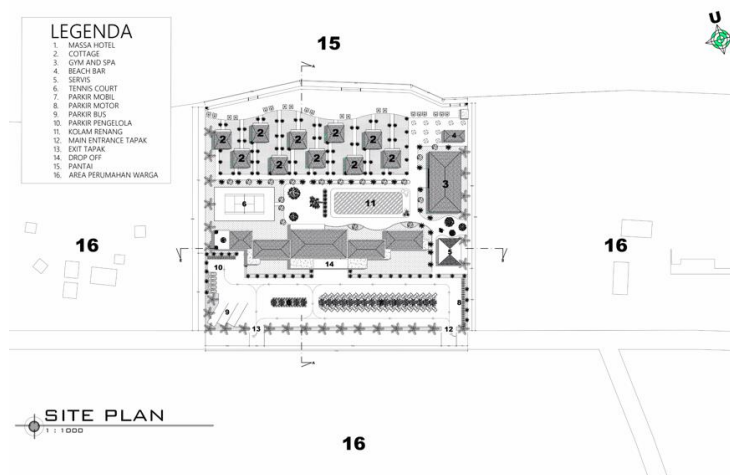 LEGENDA
1. MASSA HOTEL
2. COTTAGE
3. GYM AND SPA
4. BEACH BAR
5. SERVIS
6. TENNIS COURT
7. PARKIR MOBIL
8. PARKIR MOTOR
9. PARKIR BUS
10. PARKIR PENGELOLA
11. KOLAM RENANG
12. MAIN ENTRANCE TAPAK
13. EXIT TAPAK
14. DROP OFF
15. PANTAI
16. AREA PERUMAHAN WARGA
U
15
2 2 2 2 2
4
2 2 2 2 2
3
6
11
16
16
5
14
10
9
8
13
12
SITE PLAN
1 : 1000
16